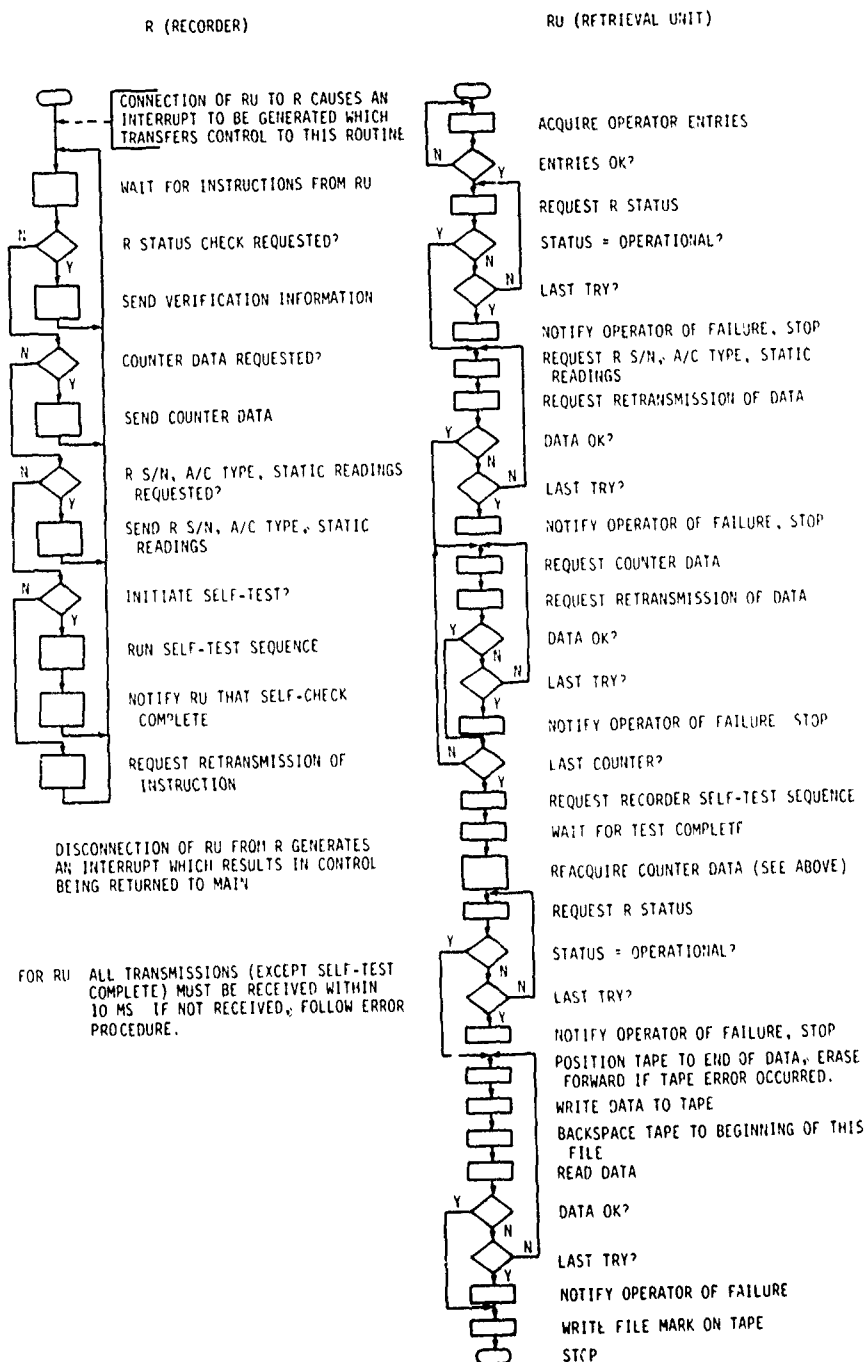 R (RECORDER)
CONNECTION OF RU TO R CAUSES AN
INTERRUPT TO BE GENERATED WHICH
TRANSFERS CONTROL TO THIS ROUTINE
WAIT FOR INSTRUCTIONS FROM RU
N
R STATUS CHECK REQUESTED?
Y
SEND VERIFICATION INFORMATION
N
COUNTER DATA REQUESTED?
Y
SEND COUNTER DATA
N
R S/N, A/C TYPE, STATIC READINGS
REQUESTED?
Y
SEND R S/N, A/C TYPE, STATIC
READINGS
N
INITIATE SELF-TEST?
Y
RUN SELF-TEST SEQUENCE
NOTIFY RU THAT SELF-CHECK
COMPLETE
REQUEST RETRANSMISSION OF
INSTRUCTION
DISCONNECTION OF RU FROM R GENERATES
AN INTERRUPT WHICH RESULTS IN CONTROL
BEING RETURNED TO MAIN
FOR RU ALL TRANSMISSIONS (EXCEPT SELF-TEST
COMPLETE) MUST BE RECEIVED WITHIN
10 MS IF NOT RECEIVED, FOLLOW ERROR
PROCEDURE.
RU (RETRIEVAL UNIT)
ACQUIRE OPERATOR ENTRIES
N
ENTRIES OK?
Y
REQUEST R STATUS
Y
STATUS = OPERATIONAL?
N
N
LAST TRY?
Y
NOTIFY OPERATOR OF FAILURE, STOP
REQUEST R S/N, A/C TYPE, STATIC
READINGS
REQUEST RETRANSMISSION OF DATA
Y
DATA OK?
N
N
LAST TRY?
Y
NOTIFY OPERATOR OF FAILURE, STOP
REQUEST COUNTER DATA
REQUEST RETRANSMISSION OF DATA
Y
DATA OK?
N
N
LAST TRY?
Y
NOTIFY OPERATOR OF FAILURE STOP
N
LAST COUNTER?
Y
REQUEST RECORDER SELF-TEST SEQUENCE
WAIT FOR TEST COMPLETE
REACQUIRE COUNTER DATA (SEE ABOVE)
REQUEST R STATUS
Y
STATUS = OPERATIONAL?
N
N
LAST TRY?
Y
NOTIFY OPERATOR OF FAILURE, STOP
POSITION TAPE TO END OF DATA, ERASE
FORWARD IF TAPE ERROR OCCURRED.
WRITE DATA TO TAPE
BACKSPACE TAPE TO BEGINNING OF THIS
FILE
READ DATA
Y
DATA OK?
N
N
LAST TRY?
Y
NOTIFY OPERATOR OF FAILURE
WRITE FILE MARK ON TAPE
STOP